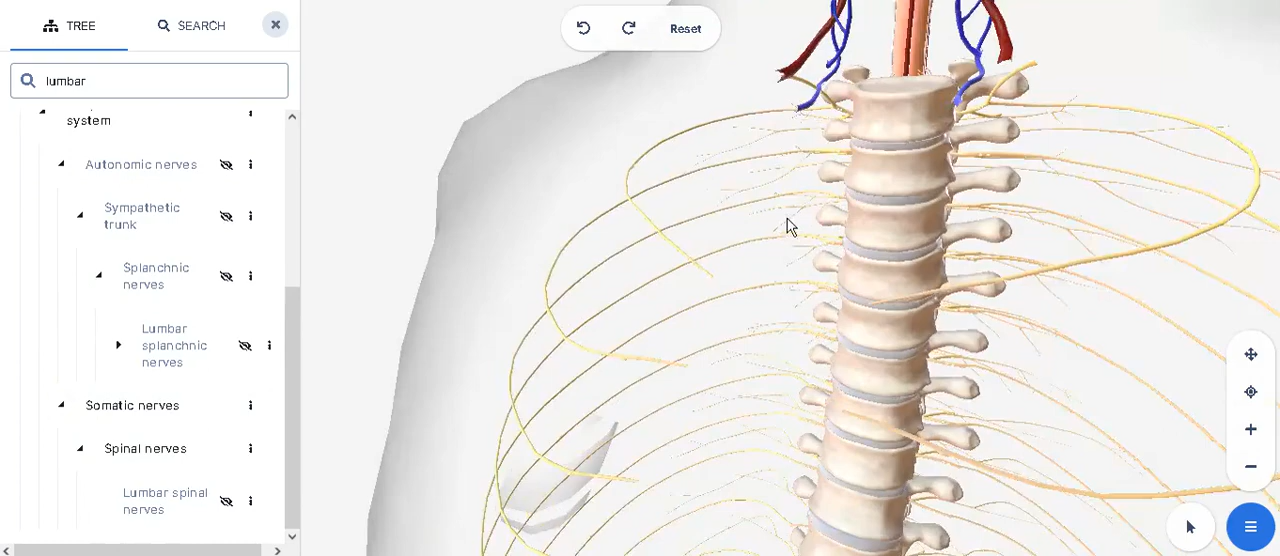 TREE
SEARCH
Reset
lumbar
system
Autonomic nerves
Sympathetic
trunk
Splanchnic
nerves
Lumbar
splanchnic
nerves
Somatic nerves
Spinal nerves
Lumbar spinal
nerves